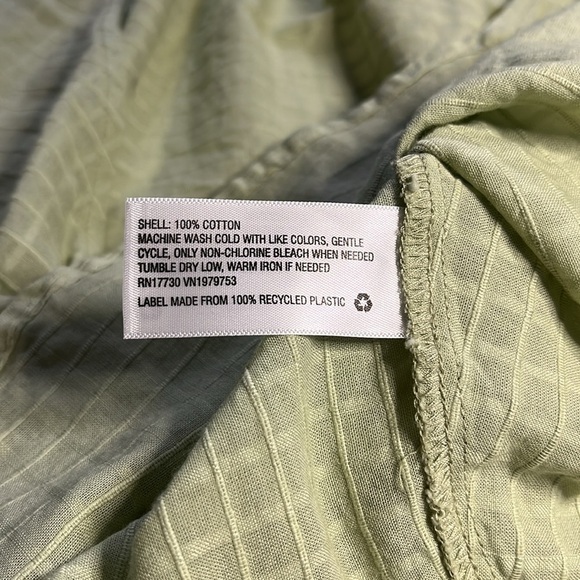 SHELL: 100% COTTON
MACHINE WASH COLD WITH LIKE COLORS, GENTLE
CYCLE, ONLY NON-CHLORINE BLEACH WHEN NEEDED
TUMBLE DRY LOW, WARM IRON IF NEEDED
RN17730 VN1979753
LABEL MADE FROM 100% RECYCLED PLASTIC